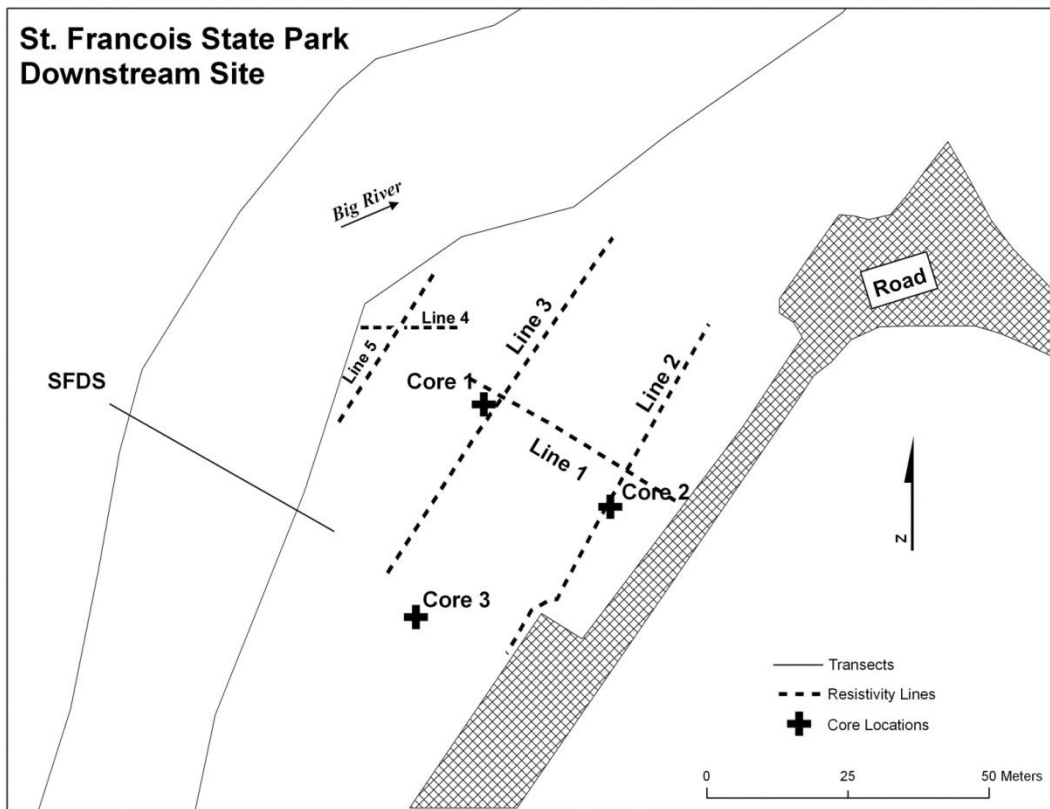 St. Francois State Park
Downstream Site
Big River
Road
Line 3
Line 4
Line 5
Line 2
SFDS
Core 1
Line 1
Core 2
Core 3
N
Transects
Resistivity Lines
Core Locations
0 25 50 Meters